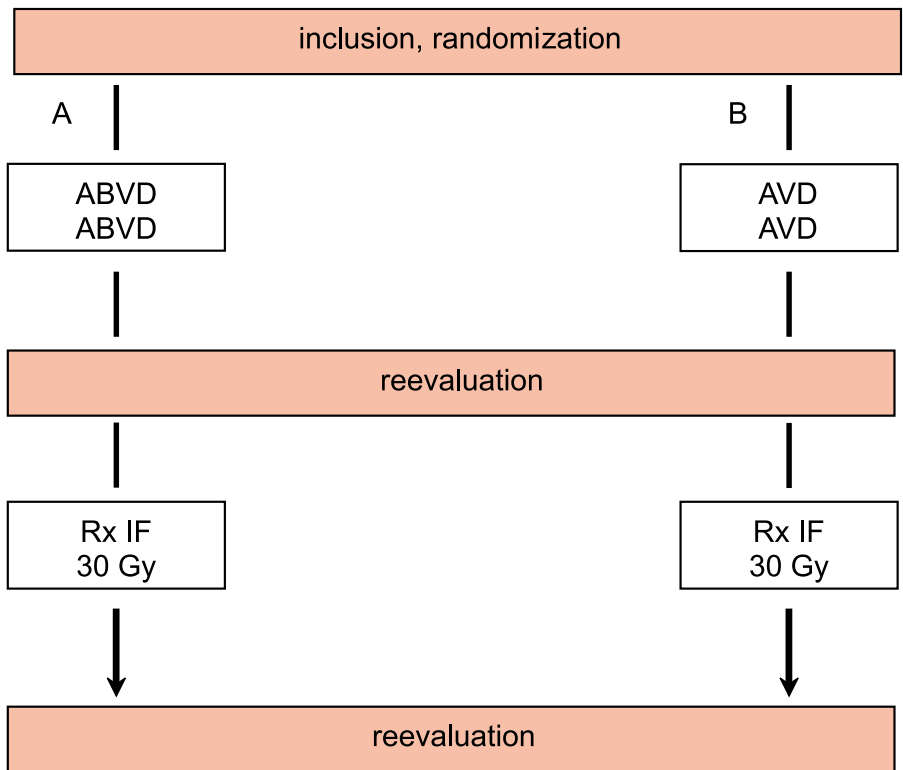 inclusion, randomization
A
B
ABVD
ABVD
AVD
AVD
reevaluation
Rx IF
30 Gy
Rx IF
30 Gy
reevaluation